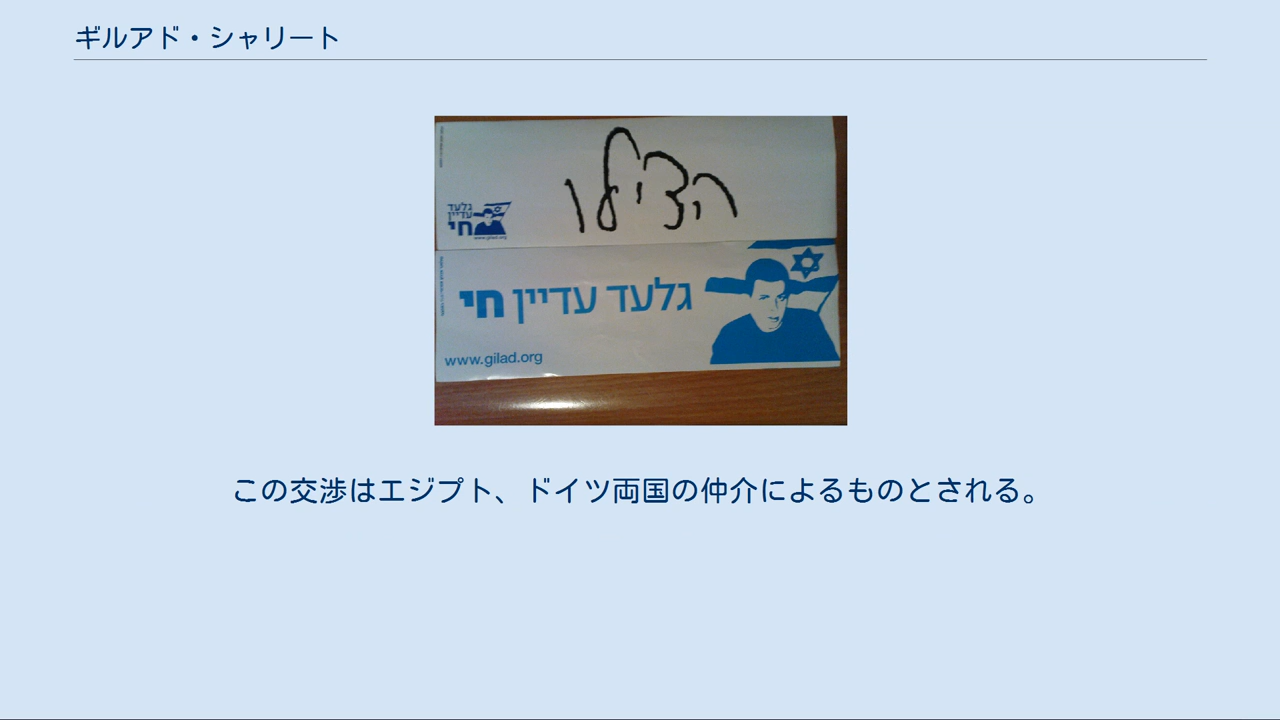 ギルアド・シャリート
הצילו
גלעד
עדיין
חי
www.gilad.org
גלעד עדיין חי
www.gilad.org
この交渉はエジプト、ドイツ両国の仲介によるものとされる。